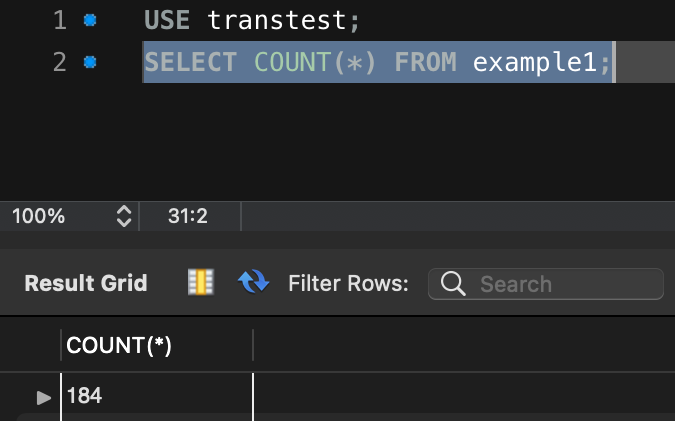 1 USE transtest;
2 SELECT COUNT(*) FROM example1;
100% 31:2
Result Grid Filter Rows: Search
COUNT(*)
184